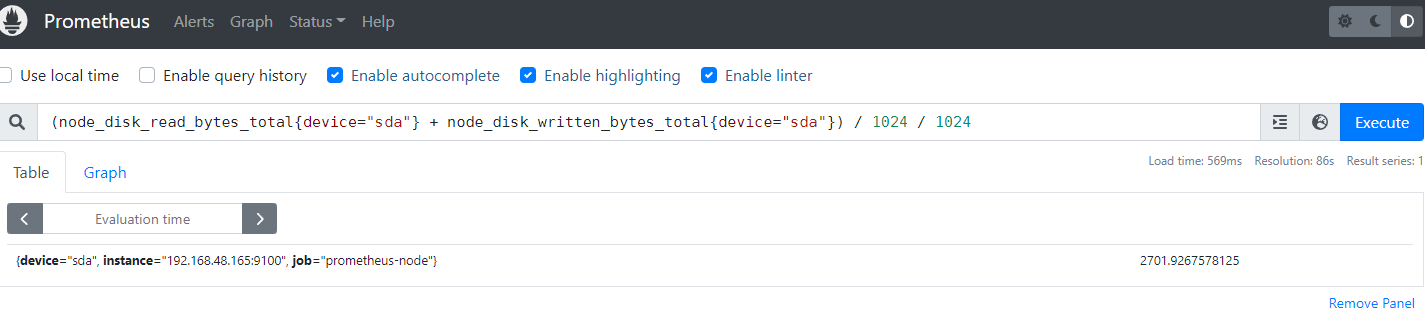 Prometheus Alerts Graph Status Help
Use local time Enable query history Enable autocomplete Enable highlighting Enable linter
(node_disk_read_bytes_total{device="sda"} + node_disk_written_bytes_total{device="sda"}) / 1024 / 1024 Execute
Load time: 569ms Resolution: 86s Result series: 1
Table Graph
Evaluation time
{device="sda", instance="192.168.48.165:9100", job="prometheus-node"} 2701.9267578125
Remove Panel